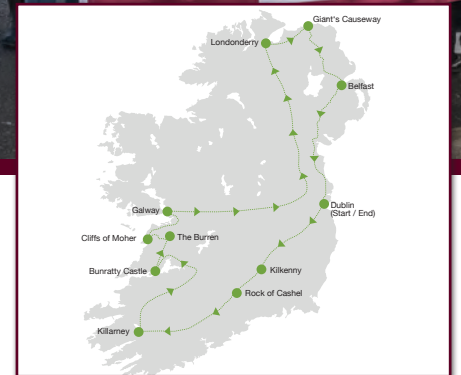 Giant's Causeway
Londonderry
Belfast
Galway
Dublin
(Start / End)
Cliffs of Moher
The Burren
Bunratty Castle
Kilkenny
Rock of Cashel
Killarney